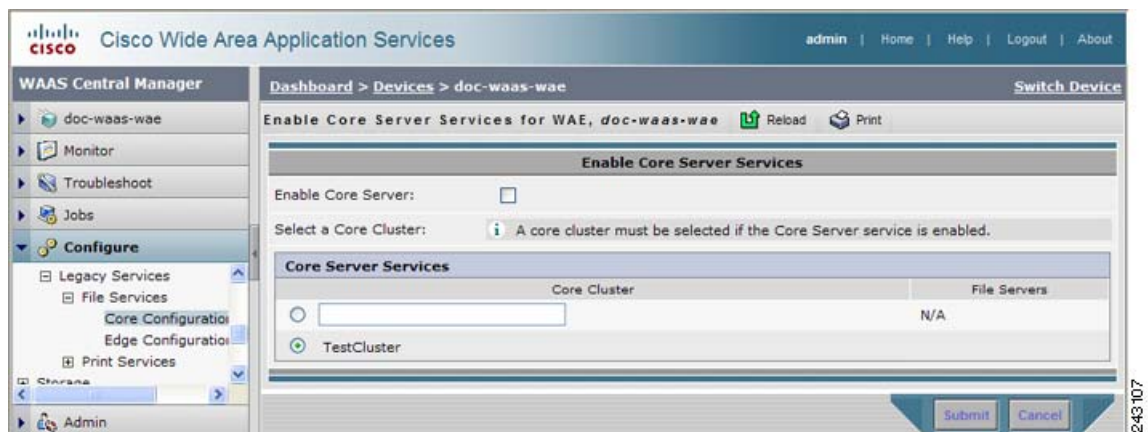 CISCO Cisco Wide Area Application Services admin | Home | Help | Logout | About
WAAS Central Manager
doc-waas-wae
Monitor
Troubleshoot
Jobs
Configure
Legacy Services
File Services
Core Configuratio
Edge Configuratio
Print Services
Storage
Admin
Dashboard > Devices > doc-waas-wae Switch Device
Enable Core Server Services for WAE, doc-waas-wae Reload Print
Enable Core Server Services
Enable Core Server:
Select a Core Cluster: i A core cluster must be selected if the Core Server service is enabled.
Core Server Services
Core Cluster File Servers
N/A
TestCluster
Submit Cancel
243107